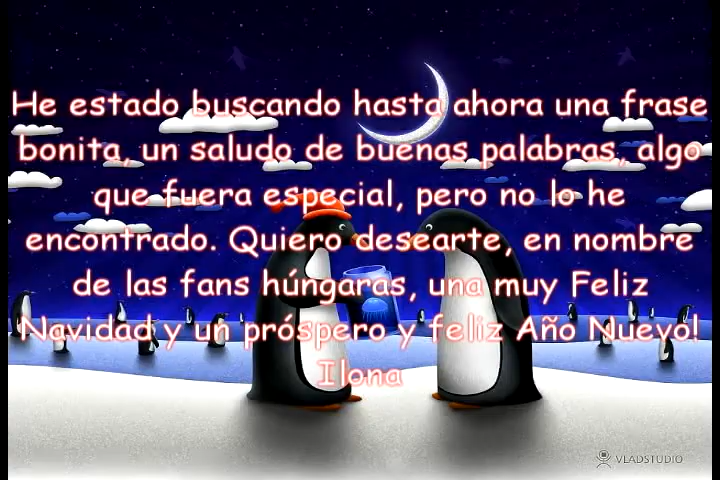 He estado buscando hasta ahora una frase
bonita, un saludo de buenas palabras, algo
que fuera especial, pero no lo he
encontrado. Quiero desearte, en nombre
de las fans húngaras, una muy Feliz
Navidad y un próspero y feliz Año Nuevo!
Ilona
VLADSTUDIO